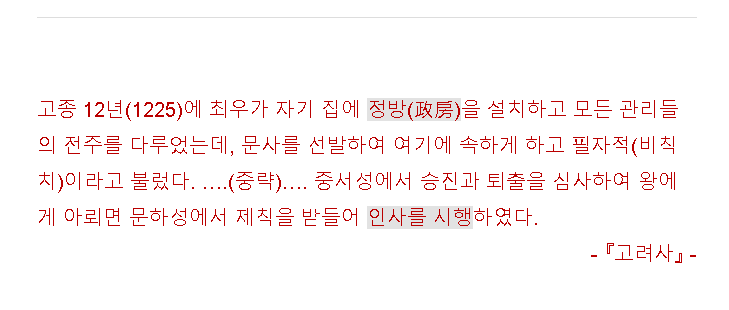 고종 12년(1225)에 최우가 자기 집에 정방(政房)을 설치하고 모든 관리들
의 전주를 다루었는데, 문사를 선발하여 여기에 속하게 하고 필자적(비칙
치)이라고 불렀다. ….(중략)…. 중서성에서 승진과 퇴출을 심사하여 왕에
게 아뢰면 문하성에서 제칙을 받들어 인사를 시행하였다.
- 『고려사』 -